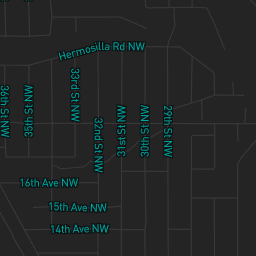 Hermosilla Rd NW
36th St NW
35th St NW
33rd St NW
32nd St NW
31st St NW
30th St NW
29th St NW
16th Ave NW
15th Ave NW
14th Ave NW